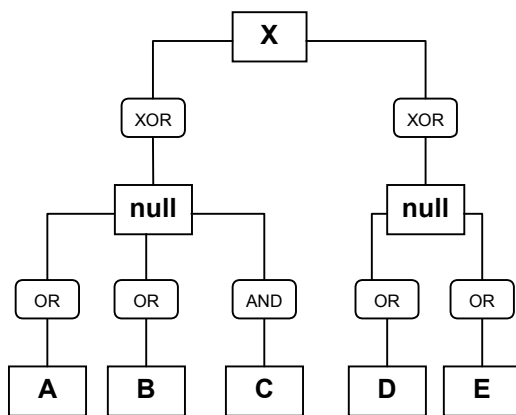 X
XOR XOR
null null
OR OR AND OR OR
A B C D E